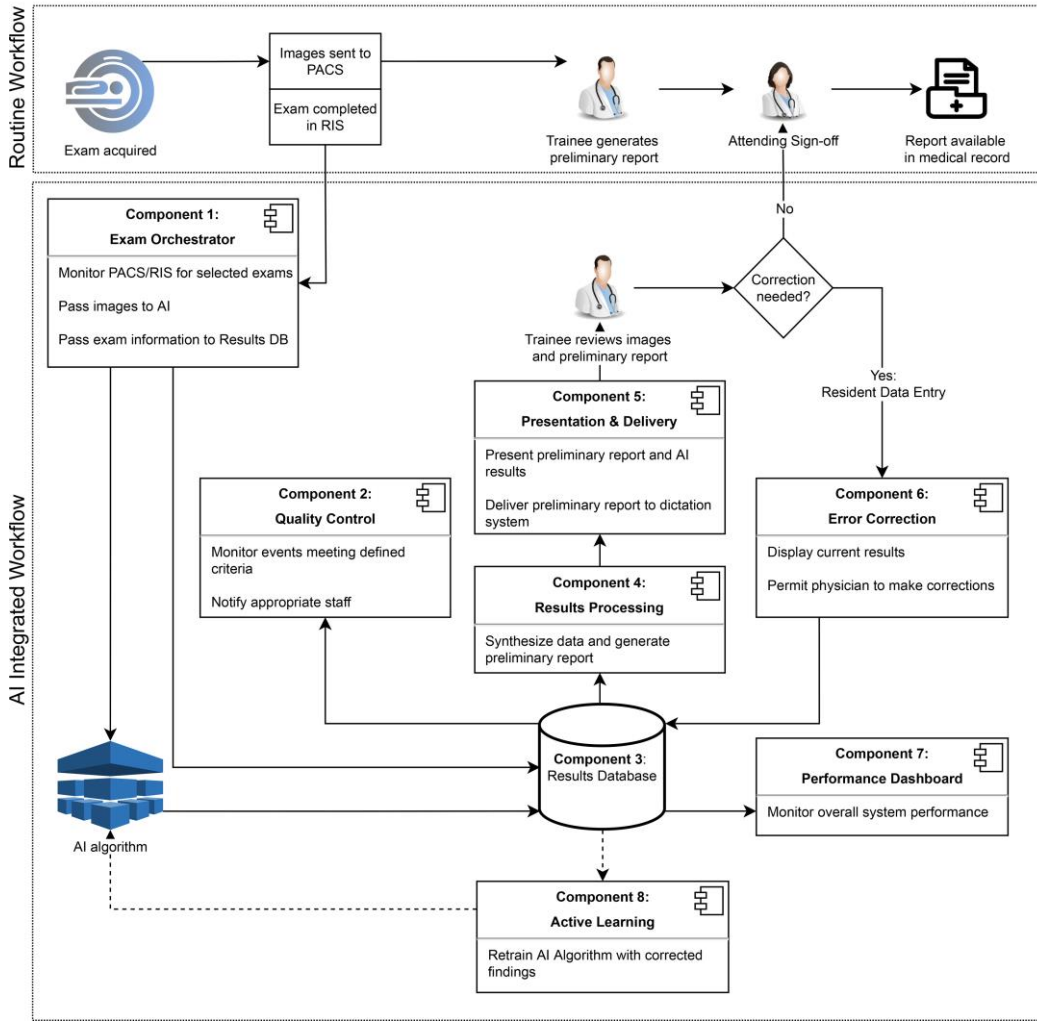 Routine Workflow
Images sent to
PACS
Exam completed
in RIS
Exam acquired
Trainee generates
preliminary report
Attending Sign-off
Report available
in medical record
AI Integrated Workflow
Component 1:
Exam Orchestrator
Monitor PACS/RIS for selected exams
Pass images to AI
Pass exam information to Results DB
No
Correction
needed?
Trainee reviews images
and preliminary report
Yes:
Resident Data Entry
Component 5:
Presentation & Delivery
Present preliminary report and AI
results
Deliver preliminary report to dictation
system
Component 2:
Quality Control
Monitor events meeting defined
criteria
Notify appropriate staff
Component 6:
Error Correction
Display current results
Permit physician to make corrections
Component 4:
Results Processing
Synthesize data and generate
preliminary report
Component 3:
Results Database
Component 7:
Performance Dashboard
Monitor overall system performance
AI algorithm
Component 8:
Active Learning
Retrain AI Algorithm with corrected
findings